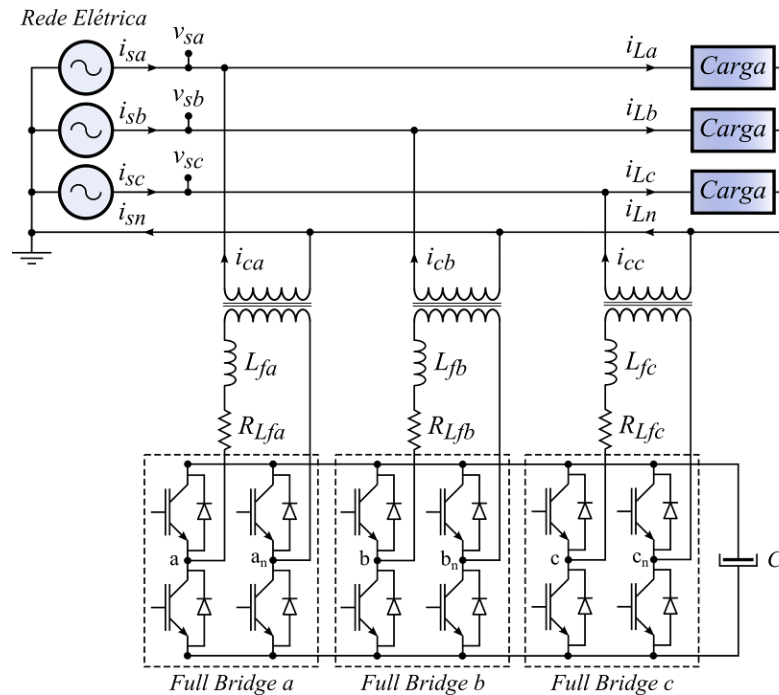 Rede Elétrica
v_sa
i_sa
i_La
Carga
v_sb
i_sb
i_Lb
Carga
v_sc
i_sc
i_Lc
Carga
i_sn
i_Ln
i_ca
i_cb
i_cc
L_fa
L_fb
L_fc
R_Lfa
R_Lfb
R_Lfc
a
a_n
b
b_n
c
c_n
Full Bridge a
Full Bridge b
Full Bridge c